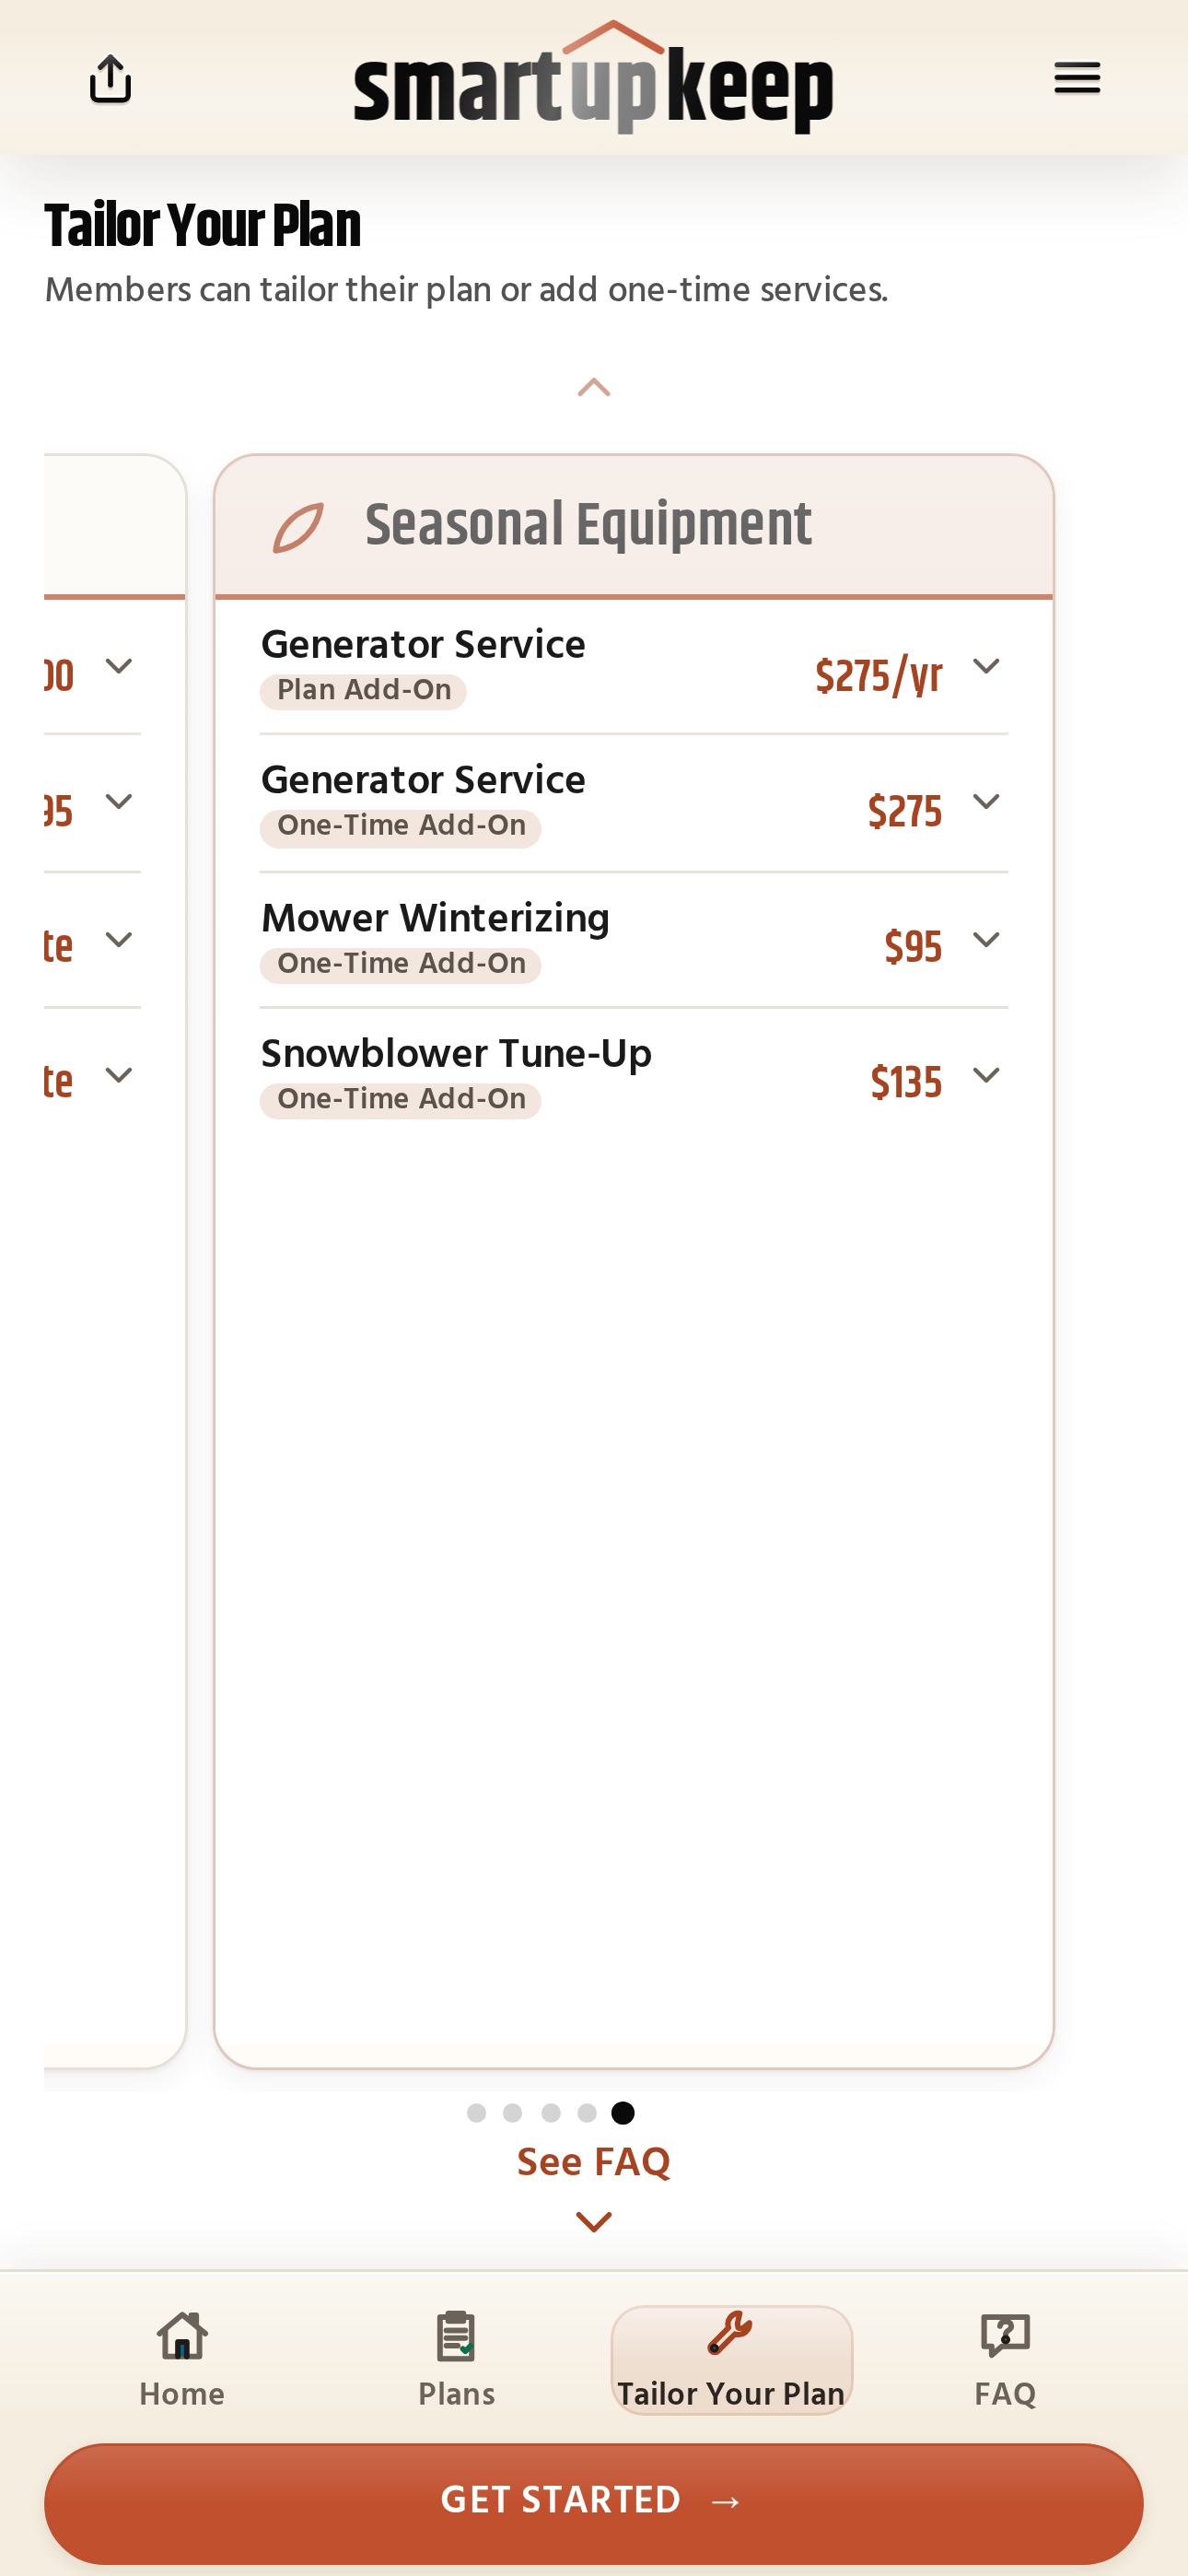 smartupkeep
Tailor Your Plan
Members can tailor their plan or add one-time services.
Seasonal Equipment
Generator Service
Plan Add-On
$275/yr
Generator Service
One-Time Add-On
$275
Mower Winterizing
One-Time Add-On
$95
Snowblower Tune-Up
One-Time Add-On
$135
See FAQ
Home
Plans
Tailor Your Plan
FAQ
GET STARTED →